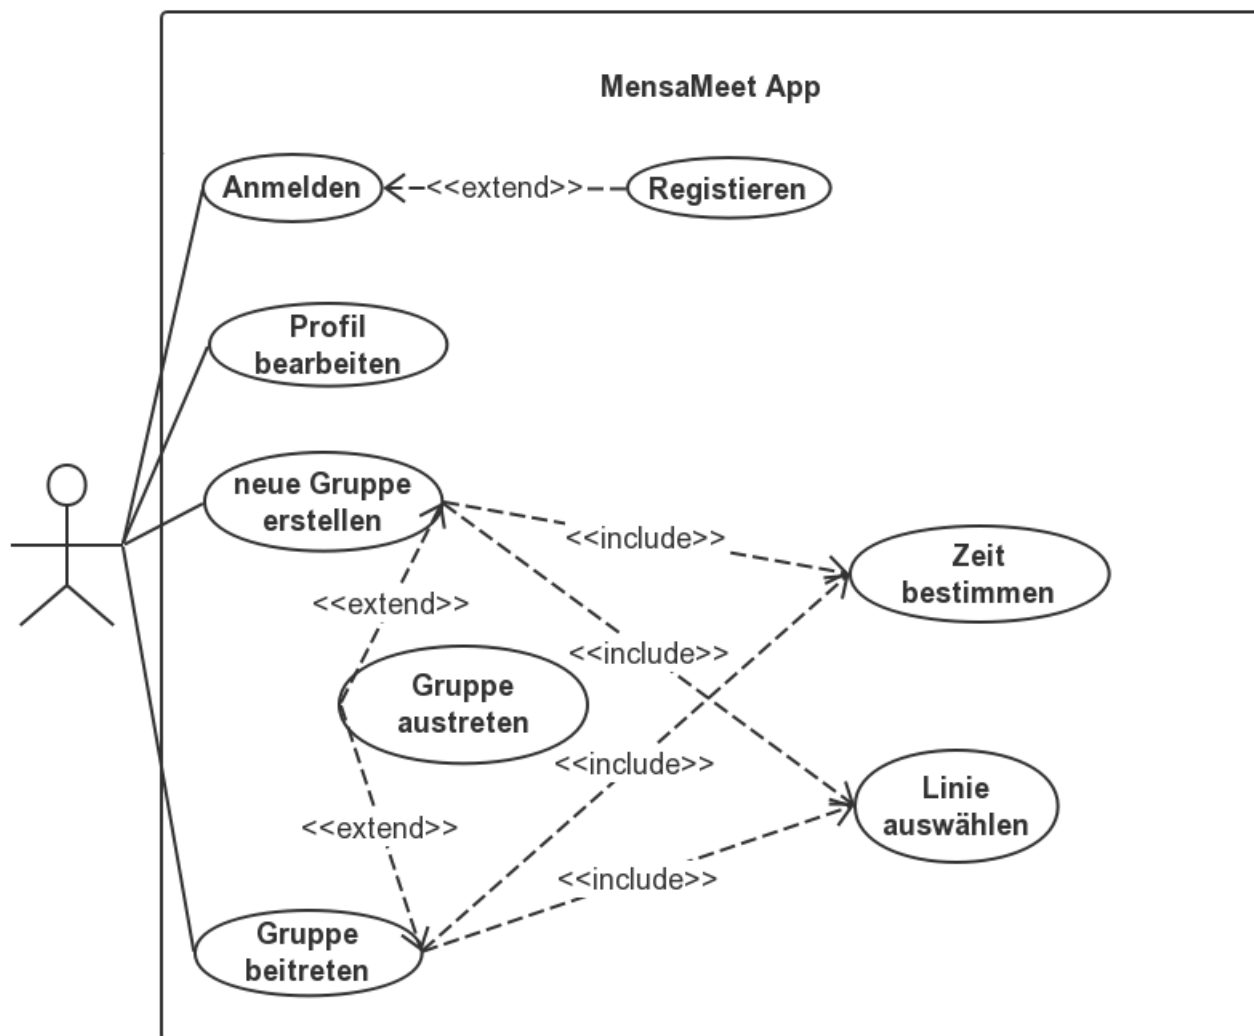 MensaMeet App
Anmelden
<<extend>>
Registieren
Profil
bearbeiten
neue Gruppe
erstellen
<<include>>
Zeit
bestimmen
<<extend>>
<<include>>
Gruppe
austreten
<<include>>
Linie
auswählen
<<extend>>
<<include>>
Gruppe
beitreten